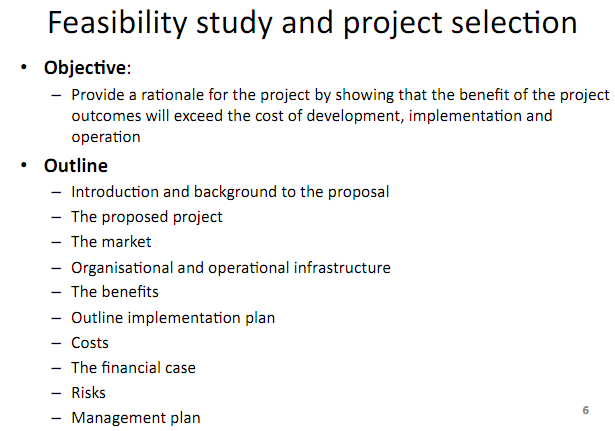 Feasibility study and project selection
• Objective:
– Provide a rationale for the project by showing that the benefit of the project
outcomes will exceed the cost of development, implementation and
operation
• Outline
– Introduction and background to the proposal
– The proposed project
– The market
– Organisational and operational infrastructure
– The benefits
– Outline implementation plan
– Costs
– The financial case
– Risks
– Management plan
6